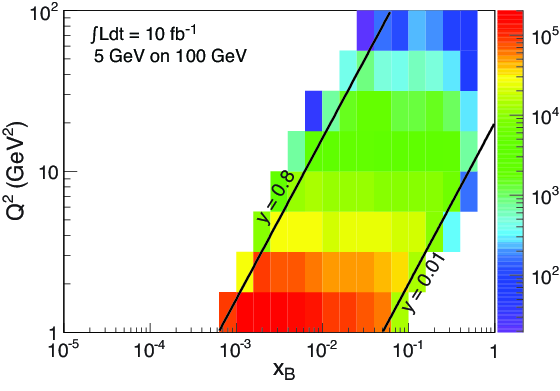 ∫Ldt = 10 fb⁻¹
5 GeV on 100 GeV
Q² (GeV²)
10²
10
1
y = 0.8
y = 0.01
10⁻⁵ 10⁻⁴ 10⁻³ 10⁻² 10⁻¹ 1
x_B
10⁵
10⁴
10³
10²